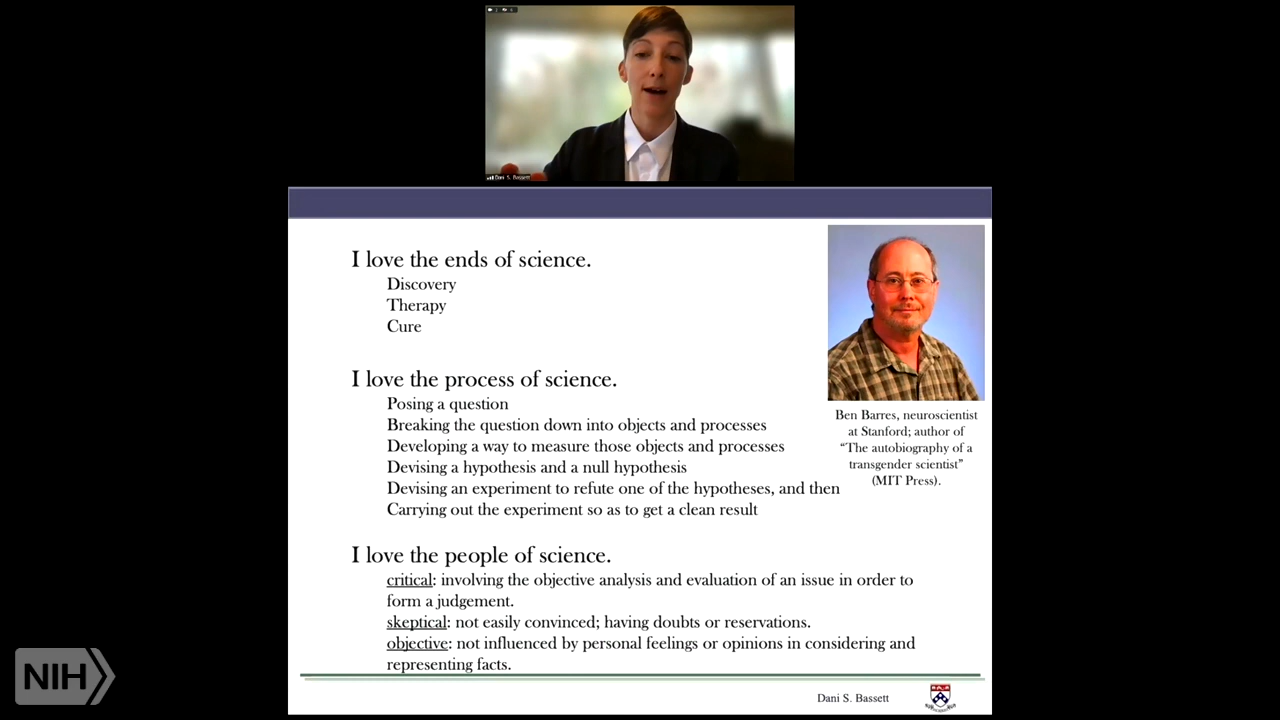 Dani S. Bassett
I love the ends of science.
Discovery
Therapy
Cure
I love the process of science.
Posing a question
Breaking the question down into objects and processes
Developing a way to measure those objects and processes
Devising a hypothesis and a null hypothesis
Devising an experiment to refute one of the hypotheses, and then
Carrying out the experiment so as to get a clean result
Ben Barres, neuroscientist
at Stanford; author of
“The autobiography of a
transgender scientist”
(MIT Press).
I love the people of science.
critical: involving the objective analysis and evaluation of an issue in order to
form a judgement.
skeptical: not easily convinced; having doubts or reservations.
objective: not influenced by personal feelings or opinions in considering and
representing facts.
NIH
Dani S. Bassett